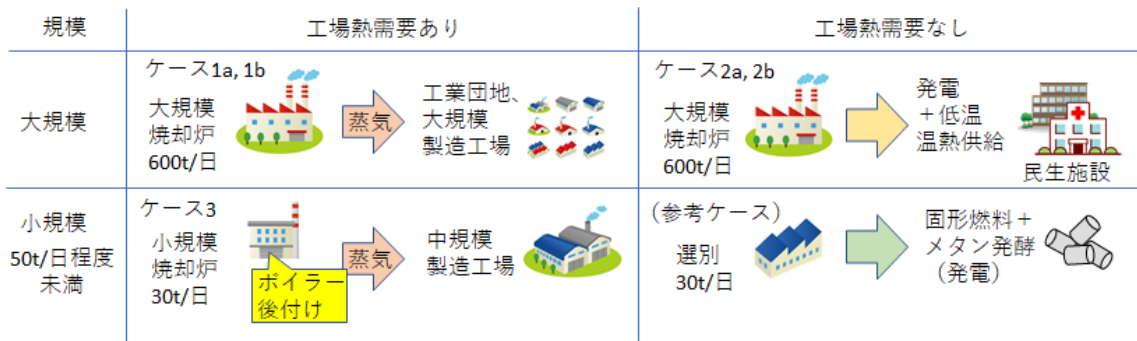 規模
工場熱需要あり
工場熱需要なし
大規模
ケース1a, 1b
大規模
焼却炉
600t/日
蒸気
工業団地、
大規模
製造工場
ケース2a, 2b
大規模
焼却炉
600t/日
発電
＋低温
温熱供給
民生施設
小規模
50t/日程度
未満
ケース3
小規模
焼却炉
30t/日
ボイラー
後付け
蒸気
中規模
製造工場
(参考ケース)
選別
30t/日
固形燃料＋
メタン発酵
(発電)